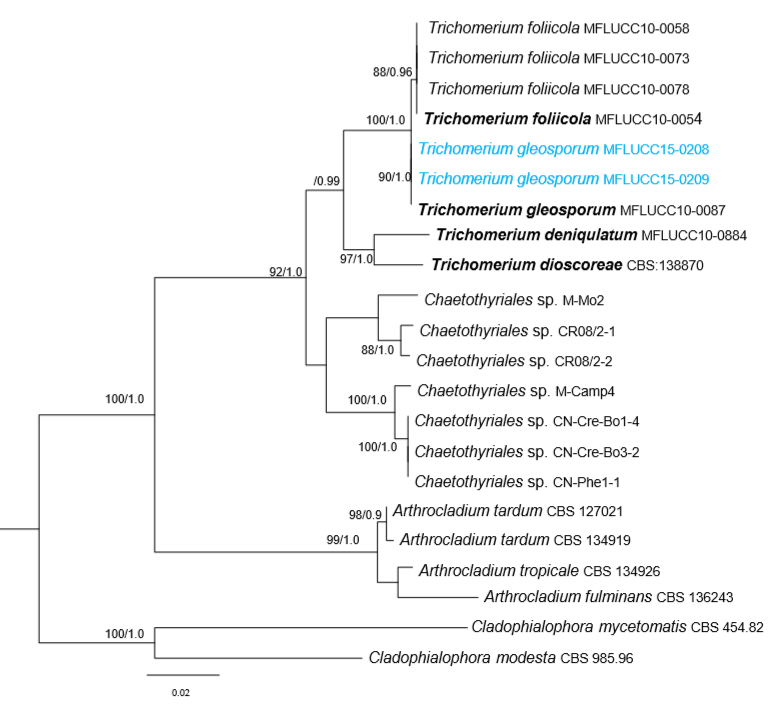 Trichomerium foliicola MFLUCC10-0058
Trichomerium foliicola MFLUCC10-0073
88/0.96
Trichomerium foliicola MFLUCC10-0078
100/1.0
Trichomerium foliicola MFLUCC10-0054
Trichomerium gleosporum MFLUCC15-0208
90/1.0
Trichomerium gleosporum MFLUCC15-0209
/0.99
Trichomerium gleosporum MFLUCC10-0087
Trichomerium deniqulatum MFLUCC10-0884
97/1.0
Trichomerium dioscoreae CBS:138870
92/1.0
Chaetothyriales sp. M-Mo2
Chaetothyriales sp. CR08/2-1
88/1.0
Chaetothyriales sp. CR08/2-2
Chaetothyriales sp. M-Camp4
100/1.0
100/1.0
Chaetothyriales sp. CN-Cre-Bo1-4
100/1.0
Chaetothyriales sp. CN-Cre-Bo3-2
Chaetothyriales sp. CN-Phe1-1
98/0.9
Arthrocladium tardum CBS 127021
99/1.0
Arthrocladium tardum CBS 134919
Arthrocladium tropicale CBS 134926
Arthrocladium fulminans CBS 136243
100/1.0
Cladophialophora mycetomatis CBS 454.82
Cladophialophora modesta CBS 985.96
0.02